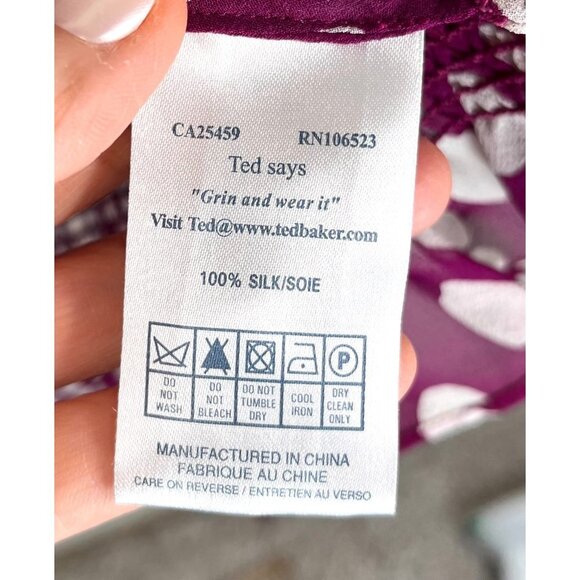 CA25459 RN106523
Ted says
"Grin and wear it"
Visit Ted@www.tedbaker.com
100% SILK/SOIE
DO NOT WASH
DO NOT BLEACH
DO NOT TUMBLE DRY
COOL IRON
P
DRY CLEAN ONLY
MANUFACTURED IN CHINA
FABRIQUE AU CHINE
CARE ON REVERSE / ENTRETIEN AU VERSO